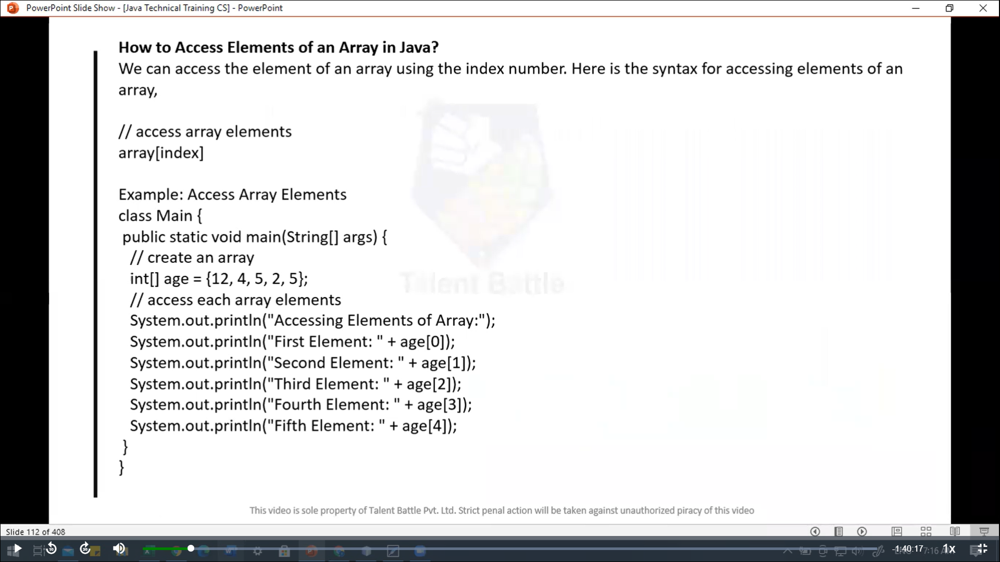 PowerPoint Slide Show - [Java Technical Training CS] - PowerPoint
How to Access Elements of an Array in Java?
We can access the element of an array using the index number. Here is the syntax for accessing elements of an
array,
// access array elements
array[index]
Example: Access Array Elements
class Main {
public static void main(String[] args) {
// create an array
int[] age = {12, 4, 5, 2, 5};
// access each array elements
System.out.println("Accessing Elements of Array:");
System.out.println("First Element: " + age[0]);
System.out.println("Second Element: " + age[1]);
System.out.println("Third Element: " + age[2]);
System.out.println("Fourth Element: " + age[3]);
System.out.println("Fifth Element: " + age[4]);
}
}
Talent Battle
This video is sole property of Talent Battle Pvt. Ltd. Strict penal action will be taken against unauthorized piracy of this video
Slide 112 of 408
10
30
-1:40:17
7:16
1x